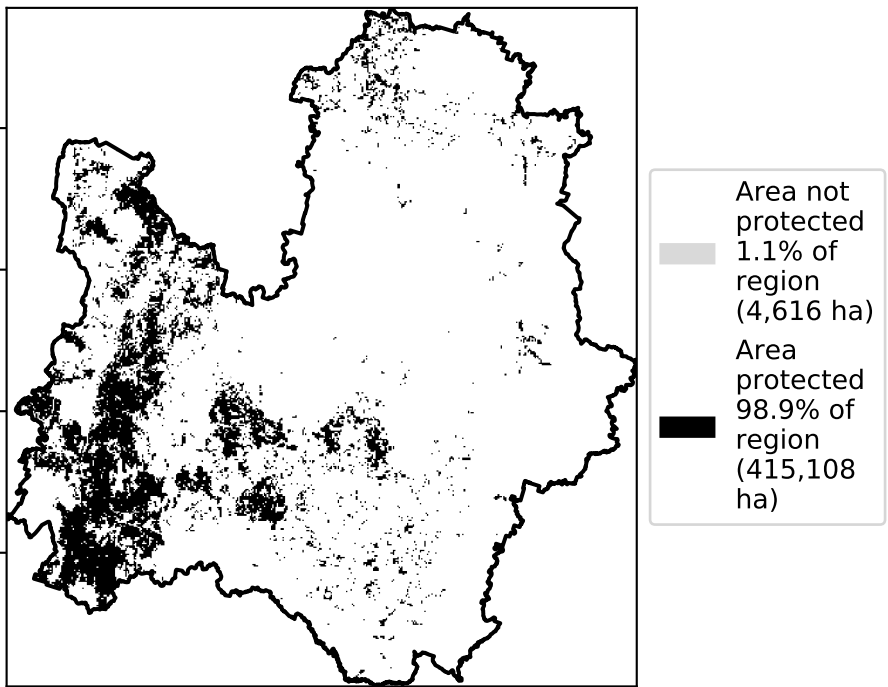 Area not
protected
1.1% of
region
(4,616 ha)
Area
protected
98.9% of
region
(415,108
ha)